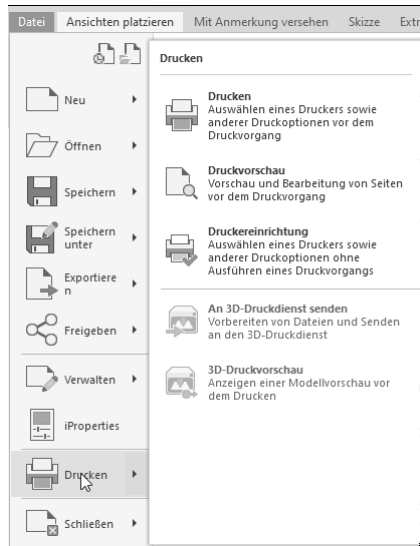 Datei Ansichten platzieren Mit Anmerkung versehen Skizze Extr
Neu
Öffnen
Speichern
Speichern
unter
Exportiere
n
Freigeben
Verwalten
iProperties
Drucken
Schließen
Drucken
Drucken
Auswählen eines Druckers sowie
anderer Druckoptionen vor dem
Druckvorgang
Druckvorschau
Vorschau und Bearbeitung von Seiten
vor dem Druckvorgang
Druckereinrichtung
Auswählen eines Druckers sowie
anderer Druckoptionen ohne
Ausführen eines Druckvorgangs
An 3D-Druckdienst senden
Vorbereiten von Dateien und Senden
an den 3D-Druckdienst
3D-Druckvorschau
Anzeigen einer Modellvorschau vor
dem Drucken